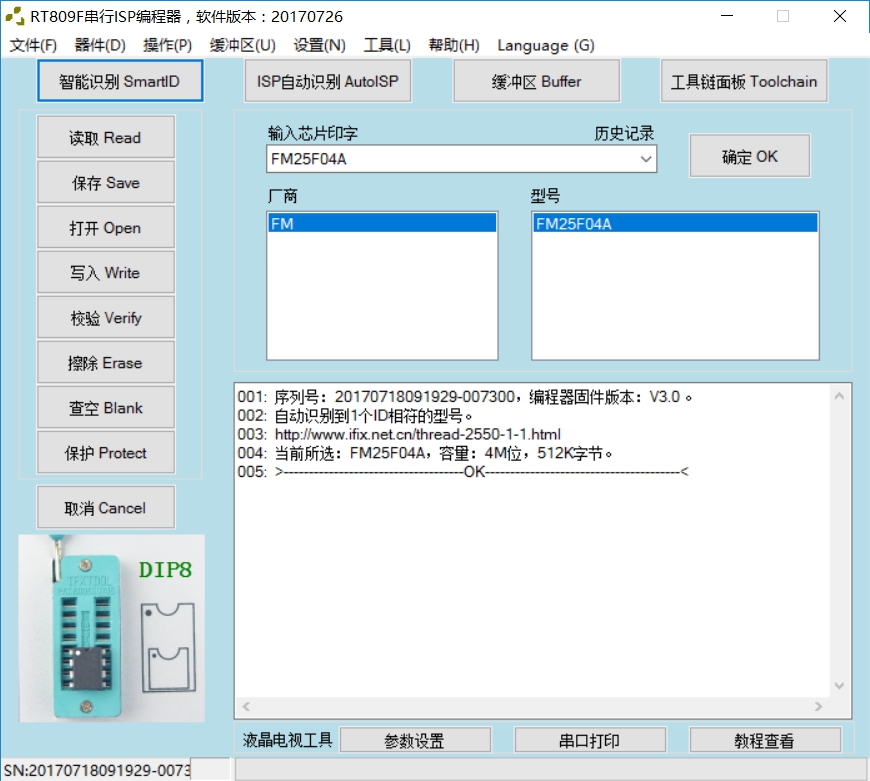 RT809F串行ISP编程器，软件版本：20170726
文件(F) 器件(D) 操作(P) 缓冲区(U) 设置(N) 工具(L) 帮助(H) Language (G)
智能识别 SmartID ISP自动识别 AutoISP 缓冲区 Buffer 工具链面板 Toolchain
读取 Read
保存 Save
打开 Open
写入 Write
校验 Verify
擦除 Erase
查空 Blank
保护 Protect
取消 Cancel
输入芯片印字 历史记录
FM25F04A
确定 OK
厂商 型号
FM FM25F04A
001: 序列号：20170718091929-007300，编程器固件版本：V3.0 。
002: 自动识别到1个ID相符的型号。
003: http://www.ifix.net.cn/thread-2550-1-1.html
004: 当前所选：FM25F04A，容量：4M位，512K字节。
005: >------------------------------------OK---------------------------------------<
DIP8
液晶电视工具 参数设置 串口打印 教程查看
SN:20170718091929-0073